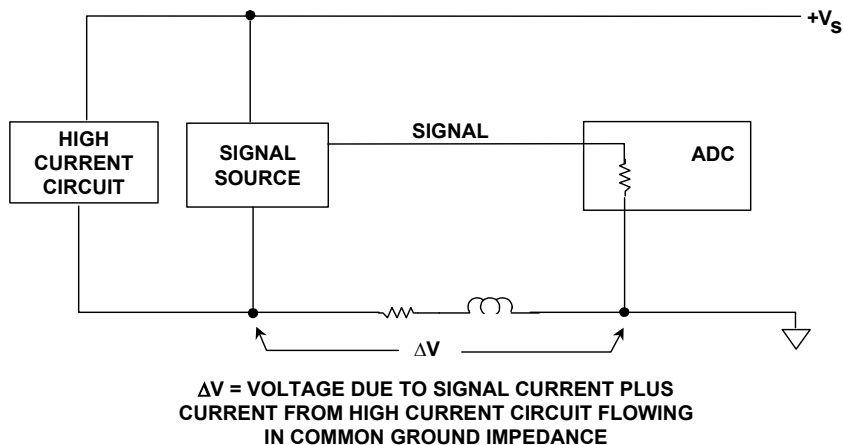 +VS
HIGH
CURRENT
CIRCUIT
SIGNAL
SOURCE
SIGNAL
ADC
ΔV
ΔV = VOLTAGE DUE TO SIGNAL CURRENT PLUS
CURRENT FROM HIGH CURRENT CIRCUIT FLOWING
IN COMMON GROUND IMPEDANCE